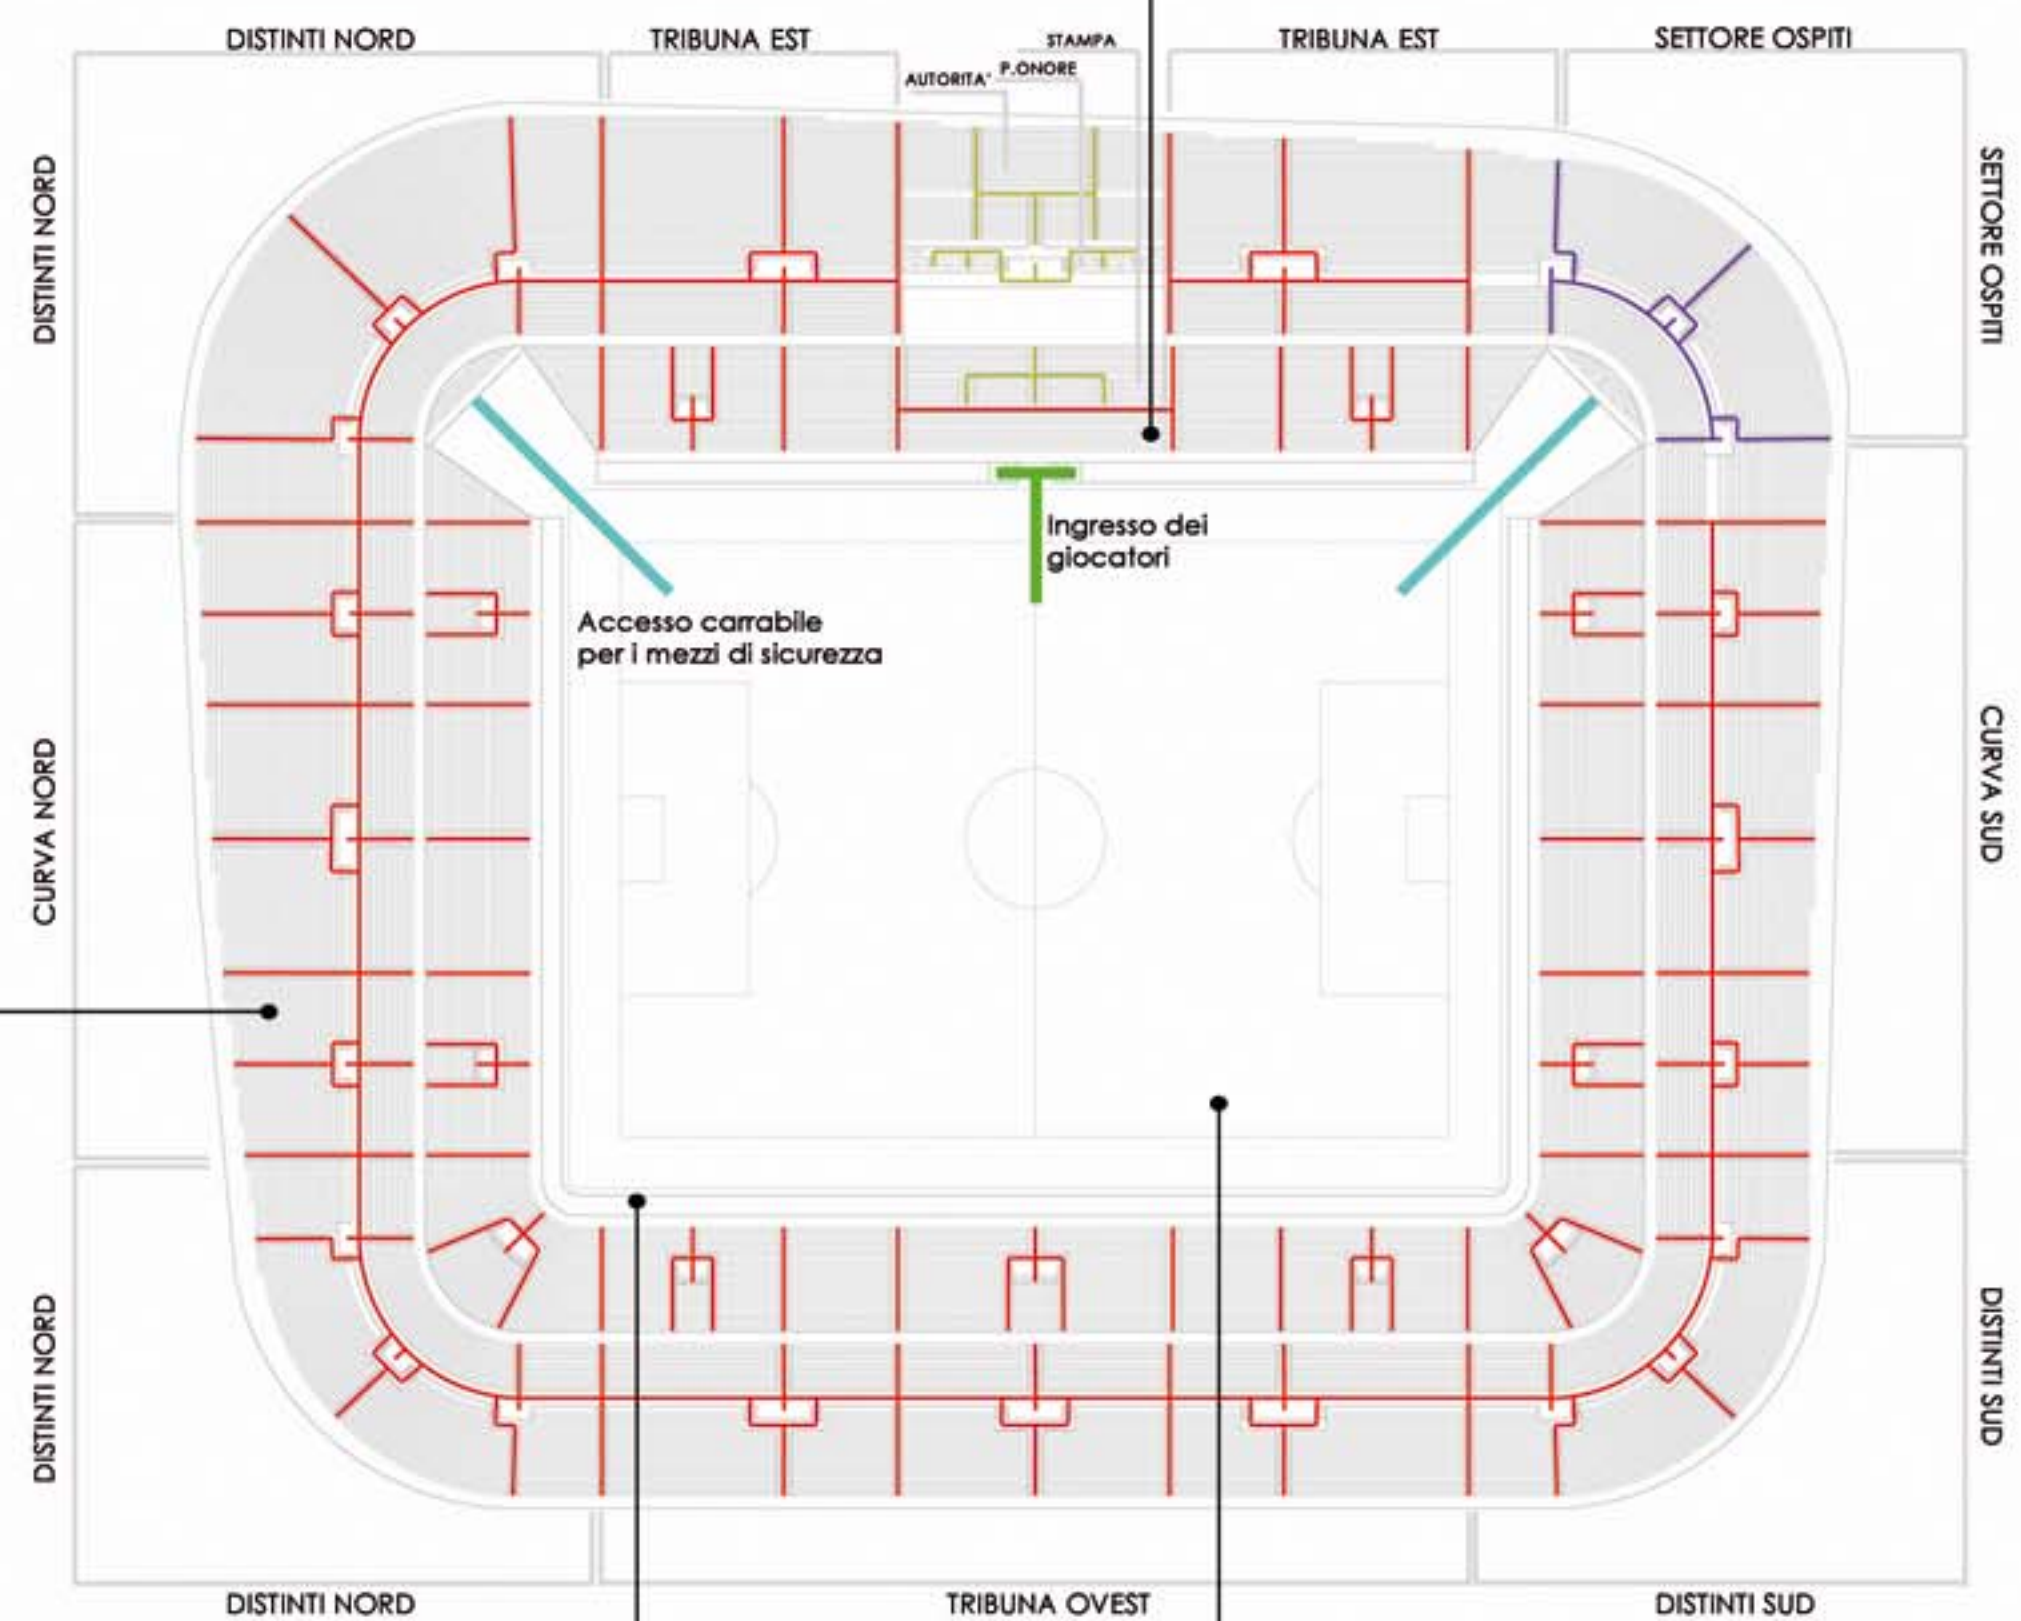 DISTINTI NORD
TRIBUNA EST
STAMPA
TRIBUNA EST
SETTORE OSPITI
AUTORITA'
P.ONORE
DISTINTI NORD
SETTORE OSPITI
Ingresso dei
giocatori
Accesso carrabile
per i mezzi di sicurezza
CURVA NORD
CURVA SUD
DISTINTI NORD
DISTINTI SUD
DISTINTI NORD
TRIBUNA OVEST
DISTINTI SUD